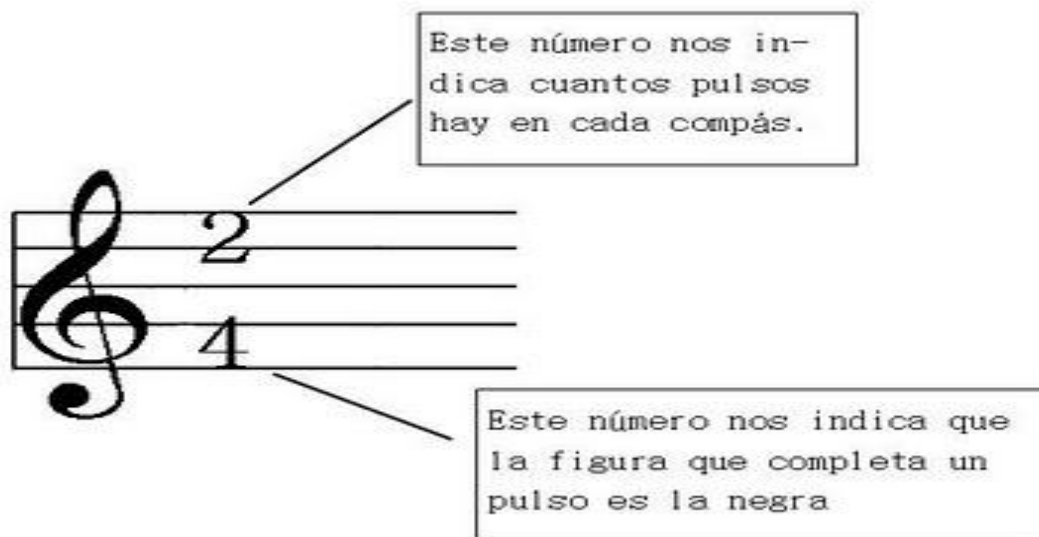 Este número nos in-
dica cuantos pulsos
hay en cada compás.
2
4
Este número nos indica que
la figura que completa un
pulso es la negra